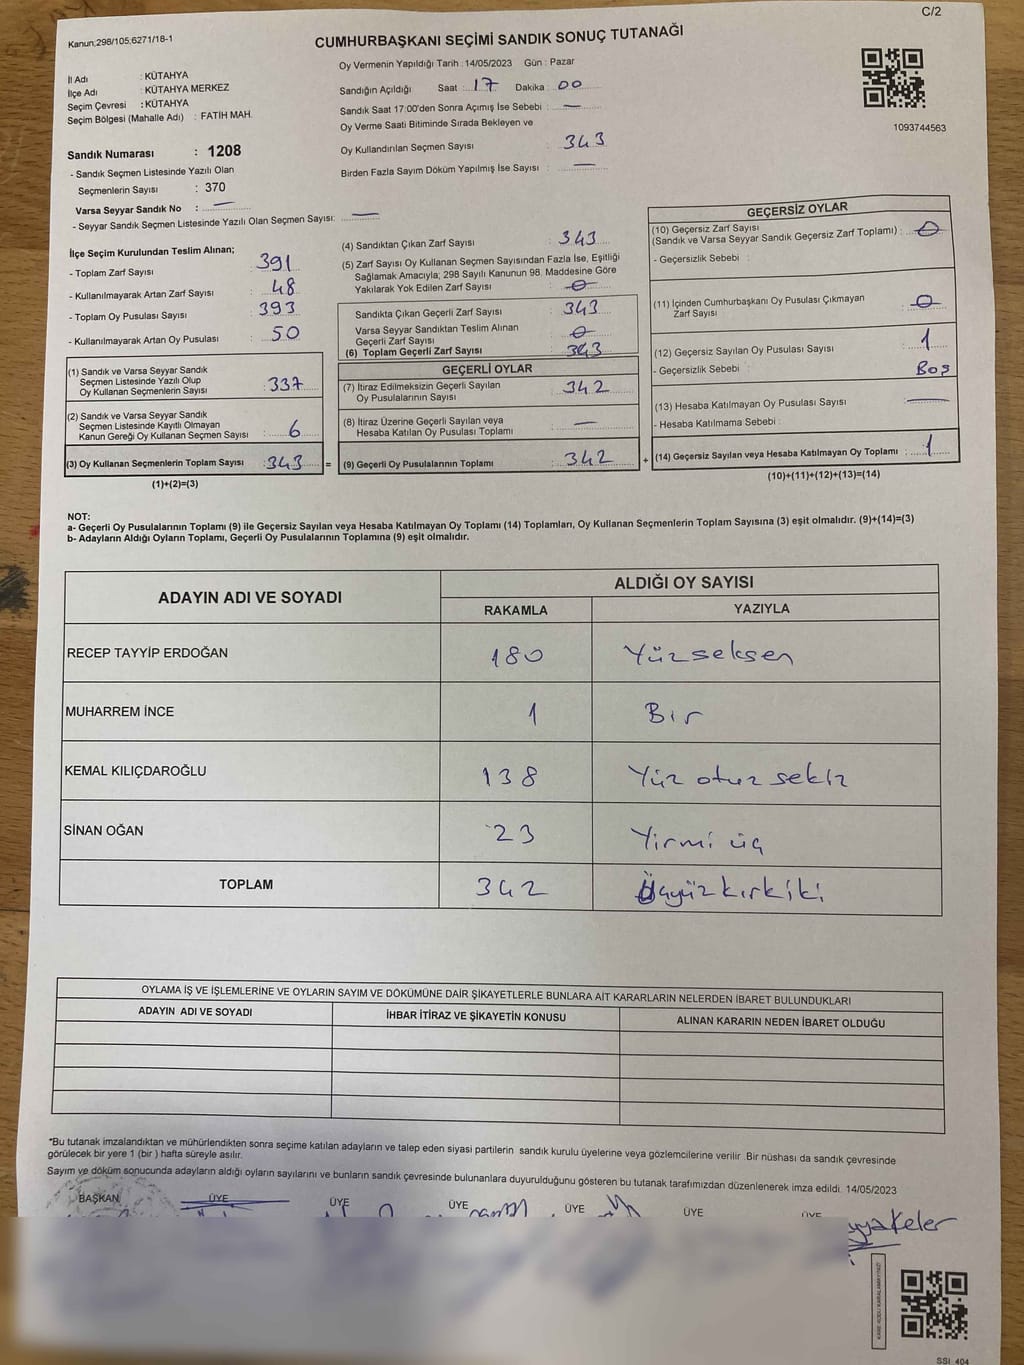 C/2
Kanun;298/105;6271/18-1
CUMHURBAŞKANI SEÇİMİ SANDIK SONUÇ TUTANAĞI
İl Adı : KÜTAHYA
İlçe Adı : KÜTAHYA MERKEZ
Seçim Çevresi : KÜTAHYA
Seçim Bölgesi (Mahalle Adı) : FATİH MAH.
Sandık Numarası : 1208
- Sandık Seçmen Listesinde Yazılı Olan
Seçmenlerin Sayısı : 370
Varsa Seyyar Sandık No : —
- Seyyar Sandık Seçmen Listesinde Yazılı Olan Seçmen Sayısı: —
Oy Vermenin Yapıldığı Tarih : 14/05/2023 Gün : Pazar
Sandığın Açıldığı Saat : 17 Dakika : 00
Sandık Saat 17:00'den Sonra Açımış İse Sebebi : —
Oy Verme Saati Bitiminde Sırada Bekleyen ve
Oy Kullandırılan Seçmen Sayısı : 343
Birden Fazla Sayım Döküm Yapılmış İse Sayısı : —
1093744563
İlçe Seçim Kurulundan Teslim Alınan;
- Toplam Zarf Sayısı : 391
- Kullanılmayarak Artan Zarf Sayısı : 48
- Toplam Oy Pusulası Sayısı : 393
- Kullanılmayarak Artan Oy Pusulası : 50
(1) Sandık ve Varsa Seyyar Sandık
Seçmen Listesinde Yazılı Olup
Oy Kullanan Seçmenlerin Sayısı : 337
(2) Sandık ve Varsa Seyyar Sandık
Seçmen Listesinde Kayıtlı Olmayan
Kanun Gereği Oy Kullanan Seçmen Sayısı : 6
(3) Oy Kullanan Seçmenlerin Toplam Sayısı : 343 =
(1)+(2)=(3)
(4) Sandıktan Çıkan Zarf Sayısı : 343
(5) Zarf Sayısı Oy Kullanan Seçmen Sayısından Fazla İse, Eşitliği
Sağlamak Amacıyla; 298 Sayılı Kanunun 98. Maddesine Göre
Yakılarak Yok Edilen Zarf Sayısı : 0
Sandıkta Çıkan Geçerli Zarf Sayısı : 343
Varsa Seyyar Sandıktan Teslim Alınan
Geçerli Zarf Sayısı : 0
(6) Toplam Geçerli Zarf Sayısı : 343
GEÇERLİ OYLAR
(7) İtiraz Edilmeksizin Geçerli Sayılan
Oy Pusulalarının Sayısı : 342
(8) İtiraz Üzerine Geçerli Sayılan veya
Hesaba Katılan Oy Pusulası Toplamı : —
(9) Geçerli Oy Pusulalarının Toplamı : 342 +
GEÇERSİZ OYLAR
(10) Geçersiz Zarf Sayısı
(Sandık ve Varsa Seyyar Sandık Geçersiz Zarf Toplamı) : 0
- Geçersizlik Sebebi :
(11) İçinden Cumhurbaşkanı Oy Pusulası Çıkmayan
Zarf Sayısı : 0
(12) Geçersiz Sayılan Oy Pusulası Sayısı : 1
- Geçersizlik Sebebi : Boş
(13) Hesaba Katılmayan Oy Pusulası Sayısı : —
- Hesaba Katılmama Sebebi :
(14) Geçersiz Sayılan veya Hesaba Katılmayan Oy Toplamı : 1
(10)+(11)+(12)+(13)=(14)
NOT:
a- Geçerli Oy Pusulalarının Toplamı (9) ile Geçersiz Sayılan veya Hesaba Katılmayan Oy Toplamı (14) Toplamları, Oy Kullanan Seçmenlerin Toplam Sayısına (3) eşit olmalıdır. (9)+(14)=(3)
b- Adayların Aldığı Oyların Toplamı, Geçerli Oy Pusulalarının Toplamına (9) eşit olmalıdır.
ADAYIN ADI VE SOYADI
ALDIĞI OY SAYISI
RAKAMLA YAZIYLA
RECEP TAYYİP ERDOĞAN 180 Yüzseksen
MUHARREM İNCE 1 Bir
KEMAL KILIÇDAROĞLU 138 Yüz otuz sekiz
SİNAN OĞAN 23 Yirmi üç
TOPLAM 342 Üçyüzkırkiki
OYLAMA İŞ VE İŞLEMLERİNE VE OYLARIN SAYIM VE DÖKÜMÜNE DAİR ŞİKAYETLERLE BUNLARA AİT KARARLARIN NELERDEN İBARET BULUNDUKLARI
ADAYIN ADI VE SOYADI İHBAR İTİRAZ VE ŞİKAYETİN KONUSU ALINAN KARARIN NEDEN İBARET OLDUĞU
*Bu tutanak imzalandıktan ve mühürlendikten sonra seçime katılan adayların ve talep eden siyasi partilerin sandık kurulu üyelerine veya gözlemcilerine verilir .Bir nüshası da sandık çevresinde
görülecek bir yere 1 (bir ) hafta süreyle asılır.
Sayım ve döküm sonucunda adayların aldığı oyların sayılarını ve bunların sandık çevresinde bulunanlara duyurulduğunu gösteren bu tutanak tarafımızdan düzenlenerek imza edildi. 14/05/2023
BAŞKAN ÜYE ÜYE ÜYE ÜYE ÜYE ÜYE
SSI_404